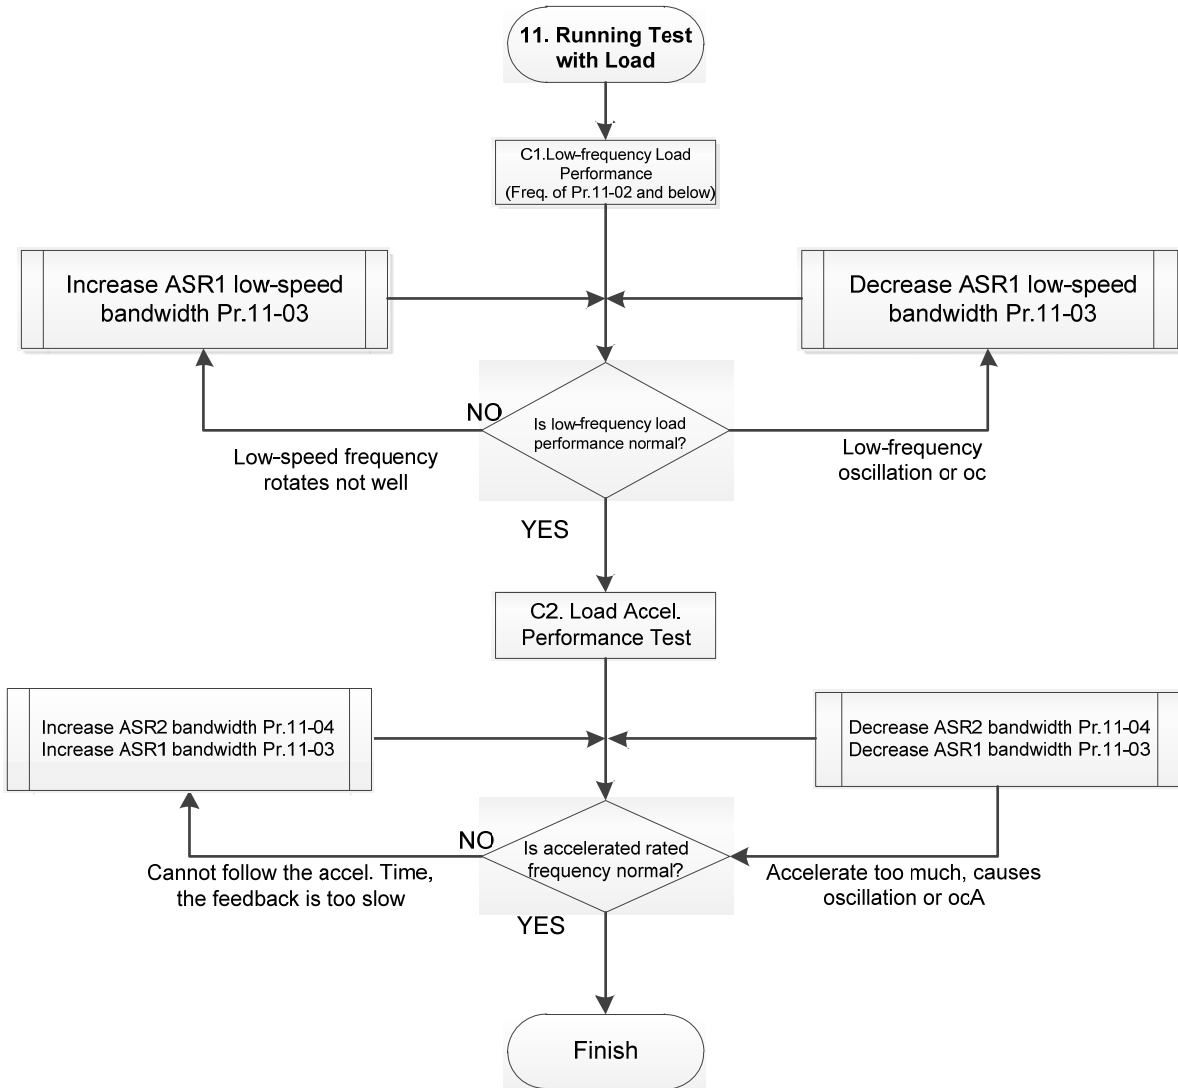 11. Running Test
with Load
C1.Low-frequency Load
Performance
(Freq. of Pr.11-02 and below)
Increase ASR1 low-speed
bandwidth Pr.11-03
Decrease ASR1 low-speed
bandwidth Pr.11-03
NO
Is low-frequency load
performance normal?
Low-speed frequency
rotates not well
Low-frequency
oscillation or oc
YES
C2. Load Accel.
Performance Test
Increase ASR2 bandwidth Pr.11-04
Increase ASR1 bandwidth Pr.11-03
Decrease ASR2 bandwidth Pr.11-04
Decrease ASR1 bandwidth Pr.11-03
NO
Is accelerated rated
frequency normal?
Cannot follow the accel. Time,
the feedback is too slow
Accelerate too much, causes
oscillation or ocA
YES
Finish